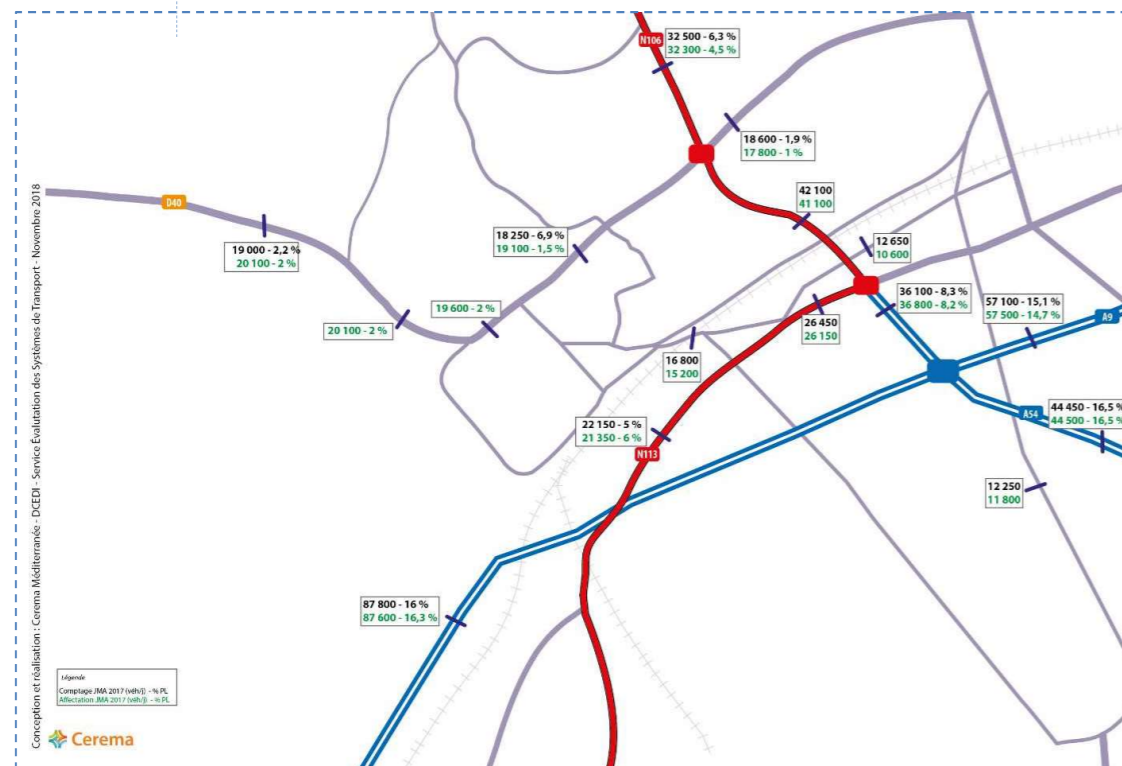 N106
32 500 - 6,3 %
32 300 - 4,5 %
18 600 - 1,9 %
17 800 - 1 %
D40
42 100
41 100
19 000 - 2,2 %
20 100 - 2 %
18 250 - 6,9 %
19 100 - 1,5 %
12 650
10 600
36 100 - 8,3 %
36 800 - 8,2 %
57 100 - 15,1 %
57 500 - 14,7 %
A9
20 100 - 2 %
19 600 - 2 %
26 450
26 150
16 800
15 200
A54
44 450 - 16,5 %
44 500 - 16,5 %
22 150 - 5 %
21 350 - 6 %
N113
12 250
11 800
87 800 - 16 %
87 600 - 16,3 %
Légende
Comptage JMA 2017 (véh/j) - % PL
Affectation JMA 2017 (véh/j) - % PL
Cerema
Conception et réalisation : Cerema Méditerranée - DCEDI - Service Évalutation des Systèmes de Transport - Novembre 2018